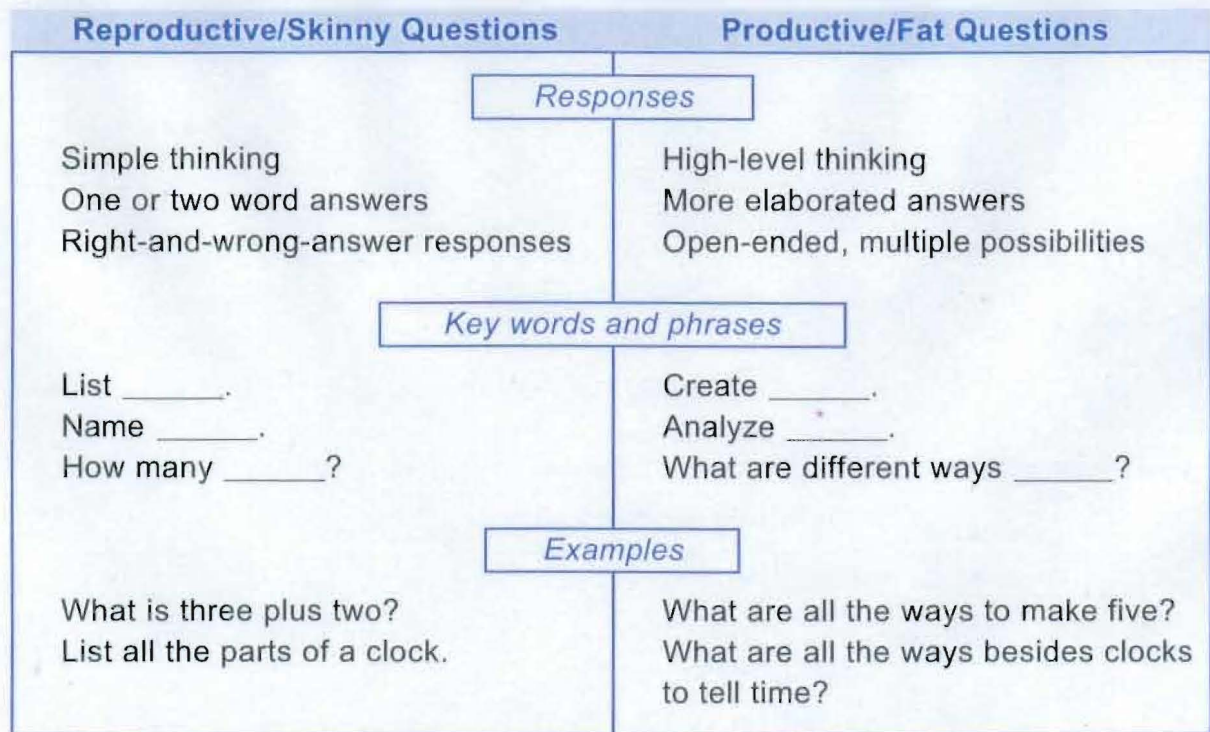 Reproductive/Skinny Questions
Productive/Fat Questions
Responses
Simple thinking
One or two word answers
Right-and-wrong-answer responses
High-level thinking
More elaborated answers
Open-ended, multiple possibilities
Key words and phrases
List ______.
Name ______.
How many ______?
Create ______.
Analyze ______.
What are different ways ______?
Examples
What is three plus two?
List all the parts of a clock.
What are all the ways to make five?
What are all the ways besides clocks
to tell time?